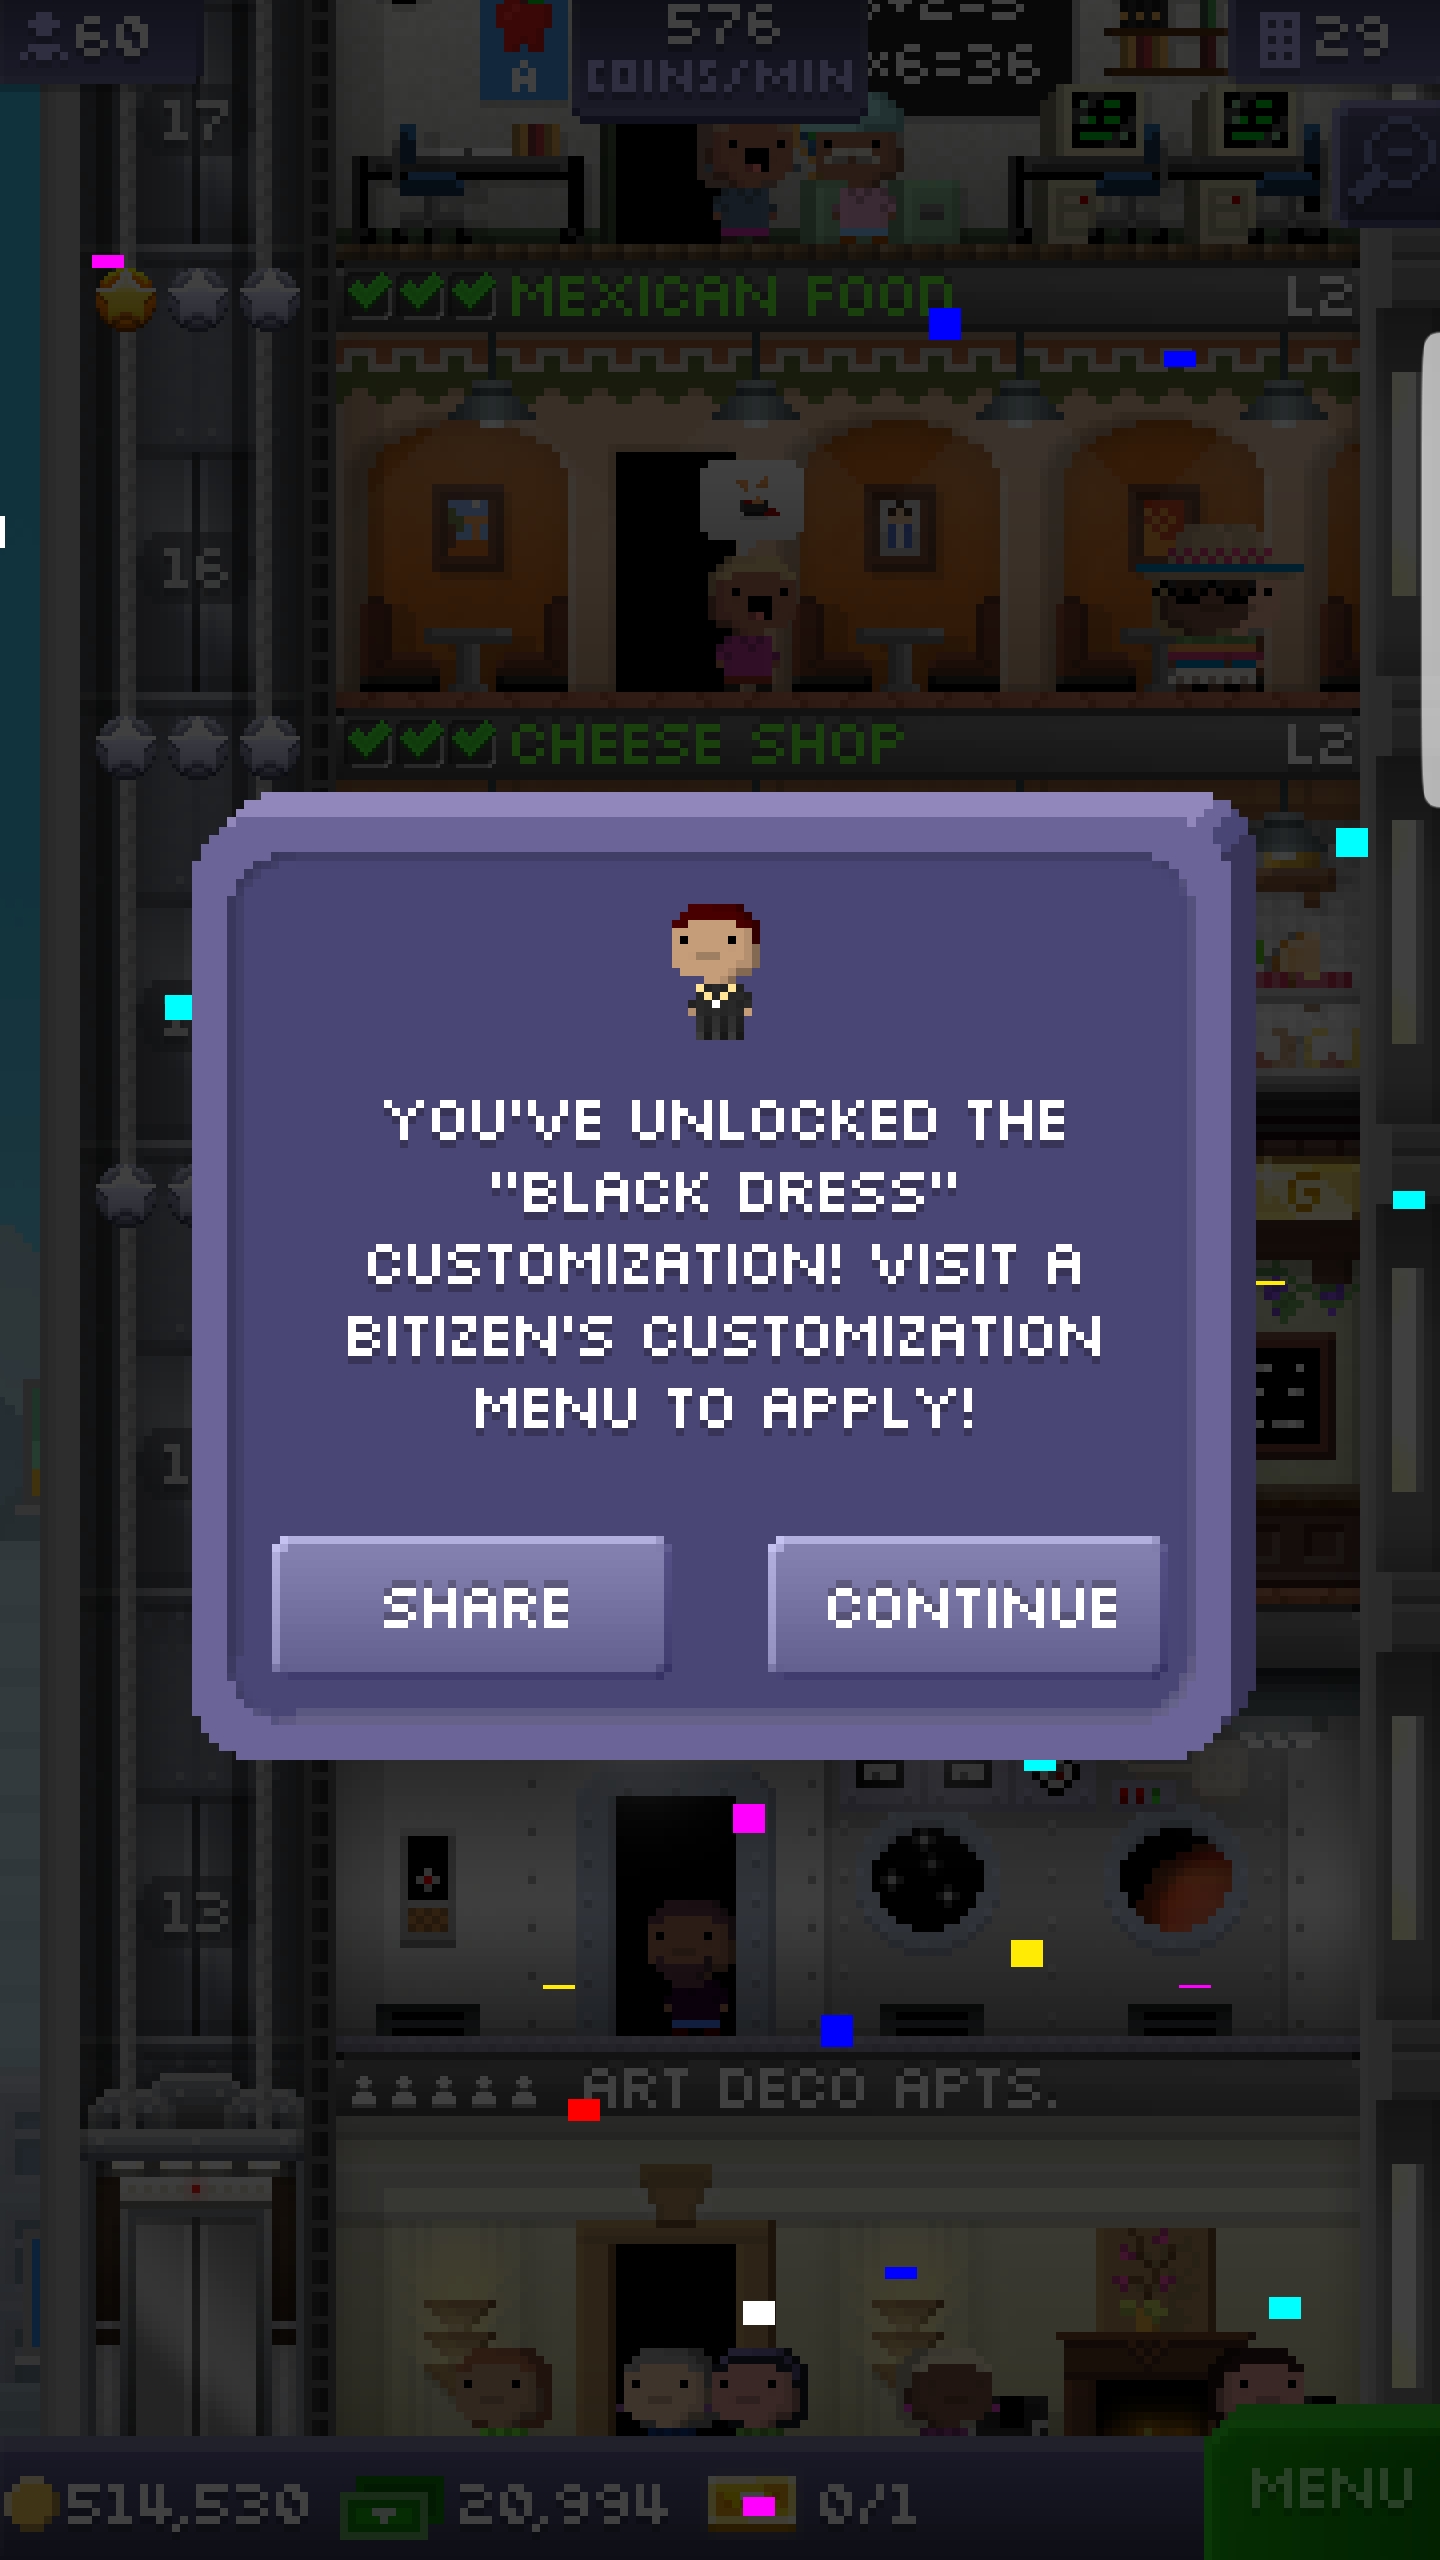 60
576
COINS/MIN
29
A
×6=36
17
MEXICAN FOOD
L2
16
CHEESE SHOP
L2
G
YOU'VE UNLOCKED THE
"BLACK DRESS"
CUSTOMIZATION! VISIT A
BITIZEN'S CUSTOMIZATION
MENU TO APPLY!
SHARE
CONTINUE
13
ART DECO APTS.
514,530
20,994
0/1
MENU